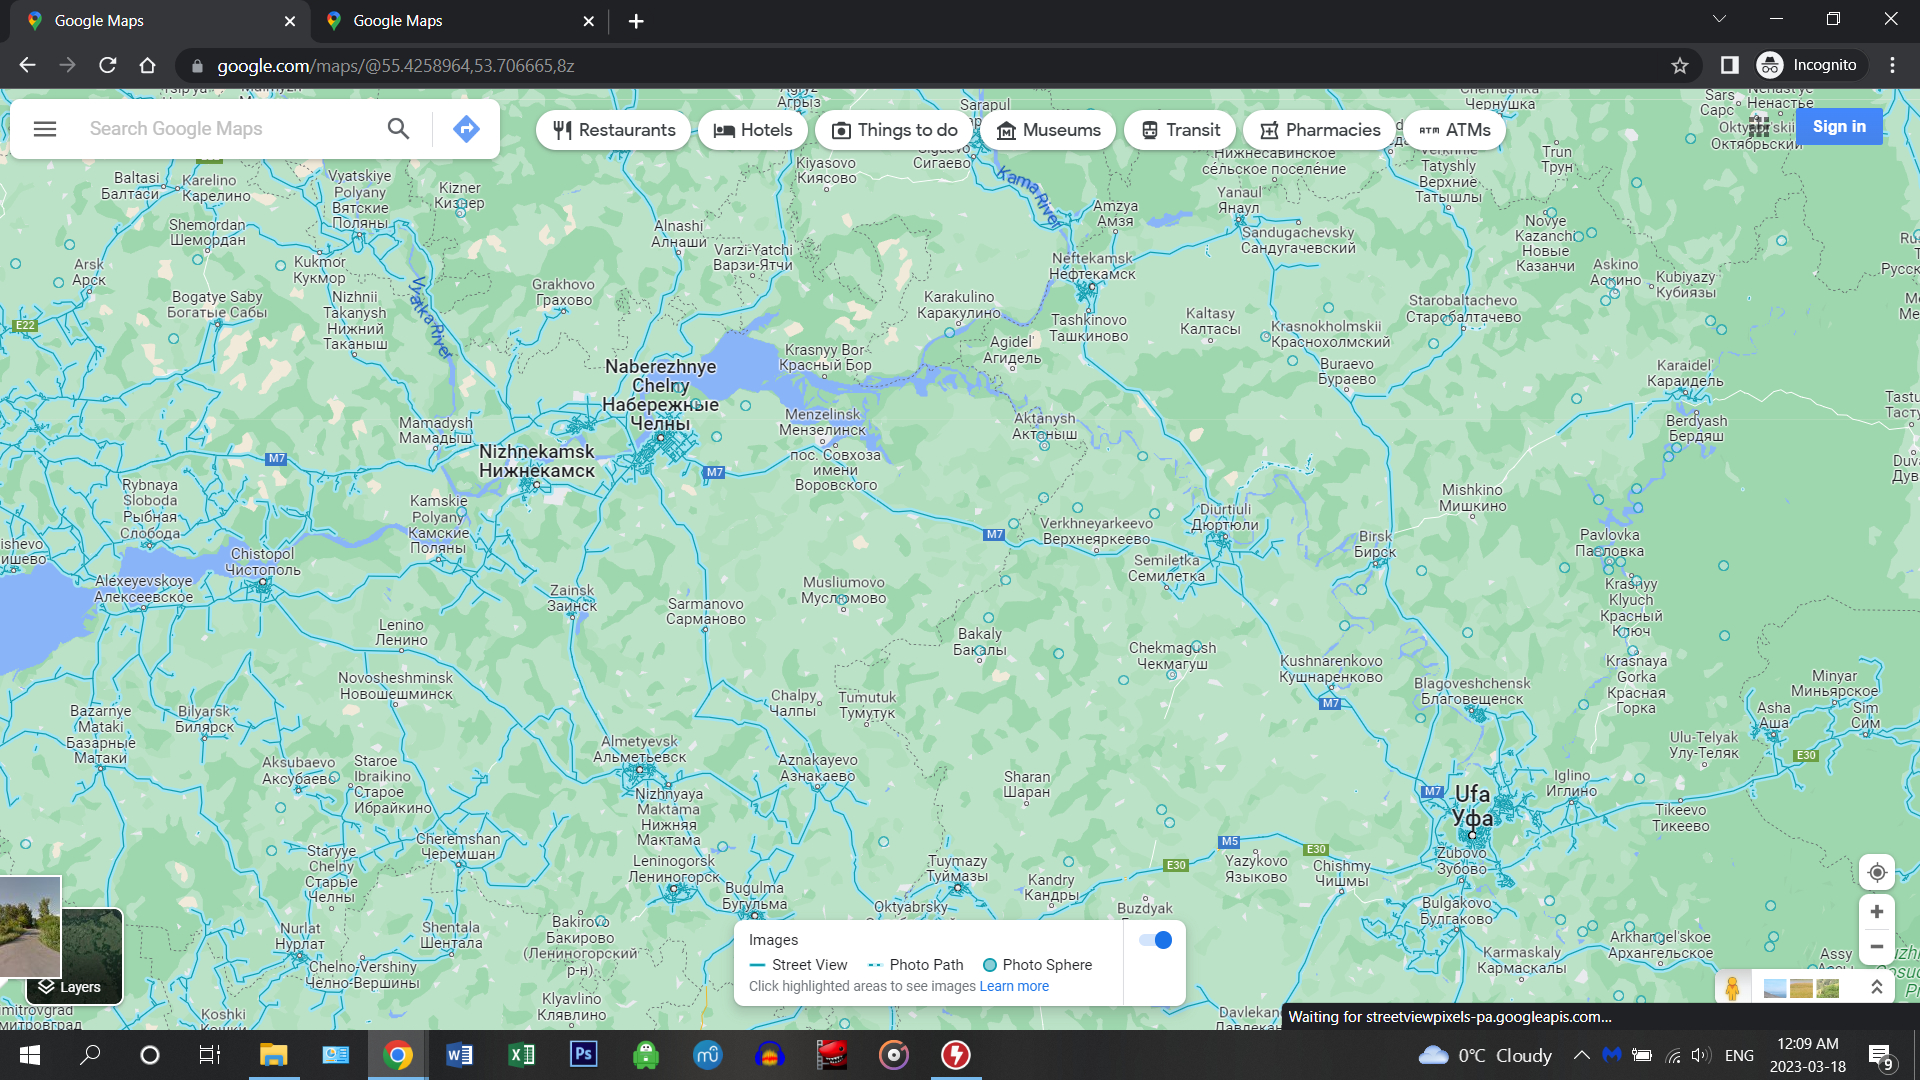 Google Maps
Google Maps
google.com/maps/@55.4258964,53.706665,8z
Incognito
Search Google Maps
Restaurants
Hotels
Things to do
Museums
Transit
Pharmacies
ATMs
Sign in
Агрыз
Sarapul
Сигаево
Чернушка
Sars
Сарс
Ненастье
Октябрьский
Нижнесавинское
сельское поселение
Tatyshly
Верхние
Татышлы
Trun
Трун
Baltasi
Балтаси
Karelino
Карелино
Vyatskiye
Polyany
Вятские
Поляны
Kizner
Кизнер
Kiyasovo
Киясово
Kama River
Yanaul
Янаул
Amzya
Амзя
Shemordan
Шемордан
Alnashi
Алнаши
Varzi-Yatchi
Варзи-Ятчи
Sandugachevsky
Сандугачевский
Novye
Kazanchi
Новые
Казанчи
Arsk
Арск
Kukmor
Кукмор
Neftekamsk
Нефтекамск
Askino
Аскино
Kubiyazy
Кубиязы
Bogatye Saby
Богатые Сабы
Nizhnii
Takanysh
Нижний
Таканыш
Vyatka River
Grakhovo
Грахово
Karakulino
Каракулино
Tashkinovo
Ташкиново
Kaltasy
Калтасы
Krasnokholmskii
Краснохолмский
Starobaltachevo
Старобалтачево
E22
Agidel'
Агидель
Krasnyy Bor
Красный Бор
Buraevo
Бураево
Karaidel'
Караидель
Naberezhnye
Chelny
Набережные
Челны
Berdyash
Бердяш
Mamadysh
Мамадыш
Menzelinsk
Мензелинск
Aktanysh
Актаныш
Nizhnekamsk
Нижнекамск
M7
M7
пос. Совхоза
имени
Воровского
Rybnaya
Sloboda
Рыбная
Слобода
Kamskie
Polyany
Камские
Поляны
Mishkino
Мишкино
Diurtiuli
Дюртюли
Verkhneyarkeevo
Верхнеяркеево
M7
Birsk
Бирск
Pavlovka
Павловка
Chistopol
Чистополь
Alexeyevskoye
Алексеевское
Semiletka
Семилетка
Musliumovo
Муслюмово
Zainsk
Заинск
Sarmanovo
Сарманово
Krasnyy
Klyuch
Красный
Ключ
Lenino
Ленино
Bakaly
Бакалы
Chekmagush
Чекмагуш
Kushnarenkovo
Кушнаренково
M7
Krasnaya
Gorka
Красная
Горка
Novosheshminsk
Новошешминск
Blagoveshchensk
Благовещенск
Minyar
Миньярское
Bazarnye
Mataki
Базарные
Матаки
Bilyarsk
Билярск
Chalpy
Чалпы
Tumutuk
Тумутук
Asha
Аша
Sim
Сим
Almetyevsk
Альметьевск
Ulu-Telyak
Улу-Теляк
E30
Aksubaevo
Аксубаево
Staroe
Ibraikino
Старое
Ибрайкино
Aznakayevo
Азнакаево
Sharan
Шаран
M7
Ufa
Уфа
Iglino
Иглино
Nizhnyaya
Maktama
Нижняя
Мактама
Tikeevo
Тикеево
Cheremshan
Черемшан
Staryye
Chelny
Старые
Челны
Leninogorsk
Лениногорск
Tuymazy
Туймазы
M5
E30
E30
Yazykovo
Языково
Chishmy
Чишмы
Zubovo
Зубово
Kandry
Кандры
Bugulma
Бугульма
Oktyabrsky
Buzdyak
Bulgakovo
Булгаково
Nurlat
Нурлат
Shentala
Шентала
Bakirovo
Бакирово
(Лениногорский
р-н)
Arkhangel'skoe
Архангельское
Karmaskaly
Кармаскалы
Assy
Chelno-Vershiny
Челно-Вершины
Klyavlino
Клявлино
Koshki
Кошки
Images
Street View
Photo Path
Photo Sphere
Click highlighted areas to see images Learn more
Layers
Waiting for streetviewpixels-pa.googleapis.com...
0°C Cloudy
ENG
12:09 AM
2023-03-18
9